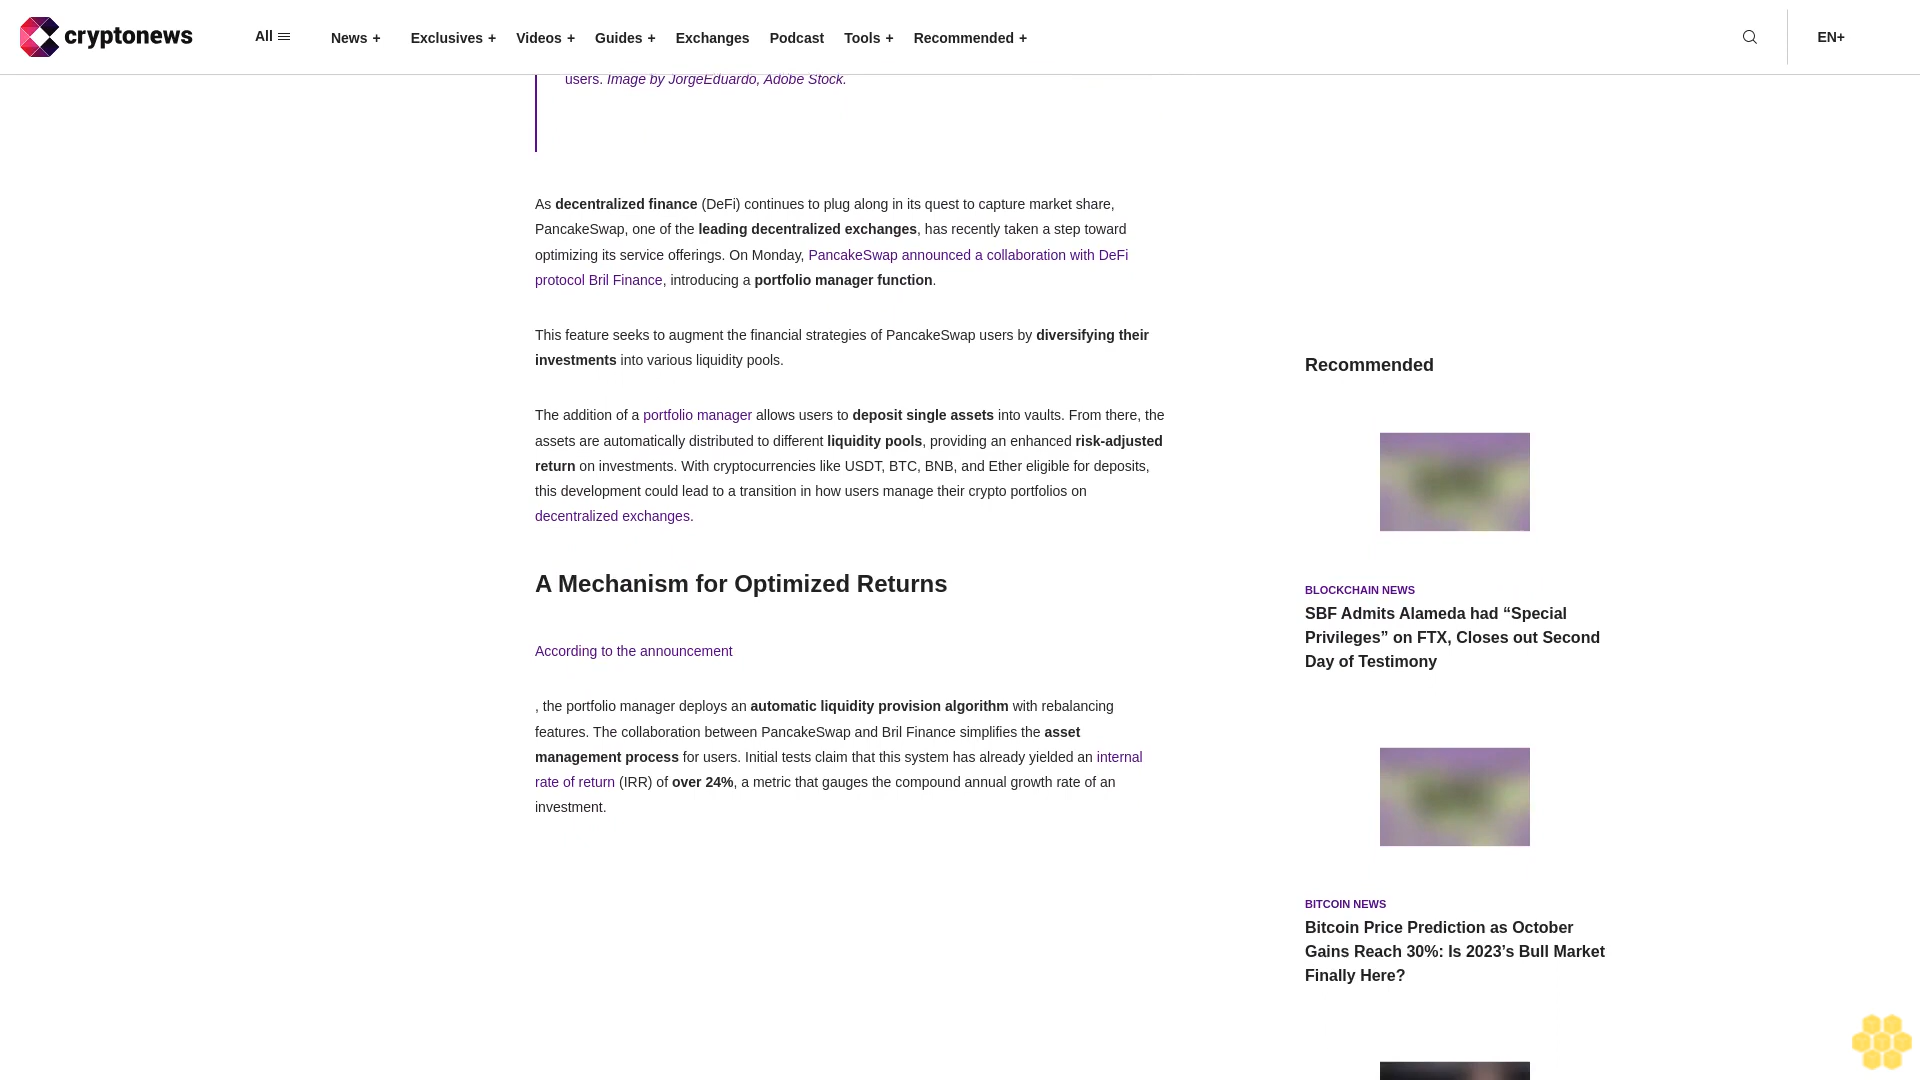 cryptonews
All
News +
Exclusives +
Videos +
Guides +
Exchanges
Podcast
Tools +
Recommended +
EN+
users. Image by JorgeEduardo, Adobe Stock.
As decentralized finance (DeFi) continues to plug along in its quest to capture market share,
PancakeSwap, one of the leading decentralized exchanges, has recently taken a step toward
optimizing its service offerings. On Monday, PancakeSwap announced a collaboration with DeFi
protocol Bril Finance, introducing a portfolio manager function.
This feature seeks to augment the financial strategies of PancakeSwap users by diversifying their
investments into various liquidity pools.
The addition of a portfolio manager allows users to deposit single assets into vaults. From there, the
assets are automatically distributed to different liquidity pools, providing an enhanced risk-adjusted
return on investments. With cryptocurrencies like USDT, BTC, BNB, and Ether eligible for deposits,
this development could lead to a transition in how users manage their crypto portfolios on
decentralized exchanges.
A Mechanism for Optimized Returns
According to the announcement
, the portfolio manager deploys an automatic liquidity provision algorithm with rebalancing
features. The collaboration between PancakeSwap and Bril Finance simplifies the asset
management process for users. Initial tests claim that this system has already yielded an internal
rate of return (IRR) of over 24%, a metric that gauges the compound annual growth rate of an
investment.
Recommended
BLOCKCHAIN NEWS
SBF Admits Alameda had “Special
Privileges” on FTX, Closes out Second
Day of Testimony
BITCOIN NEWS
Bitcoin Price Prediction as October
Gains Reach 30%: Is 2023’s Bull Market
Finally Here?